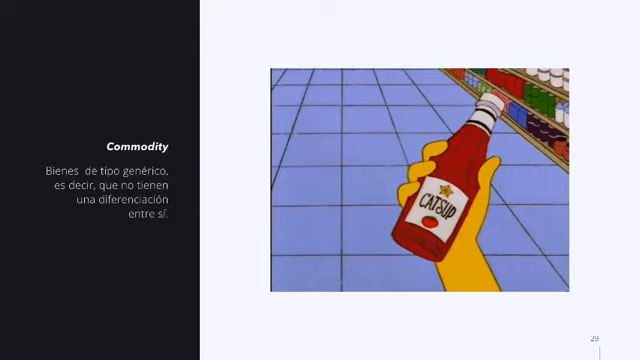 Commodity
Bienes de tipo genérico,
es decir, que no tienen
una diferenciación
entre sí.
CATSUP
29